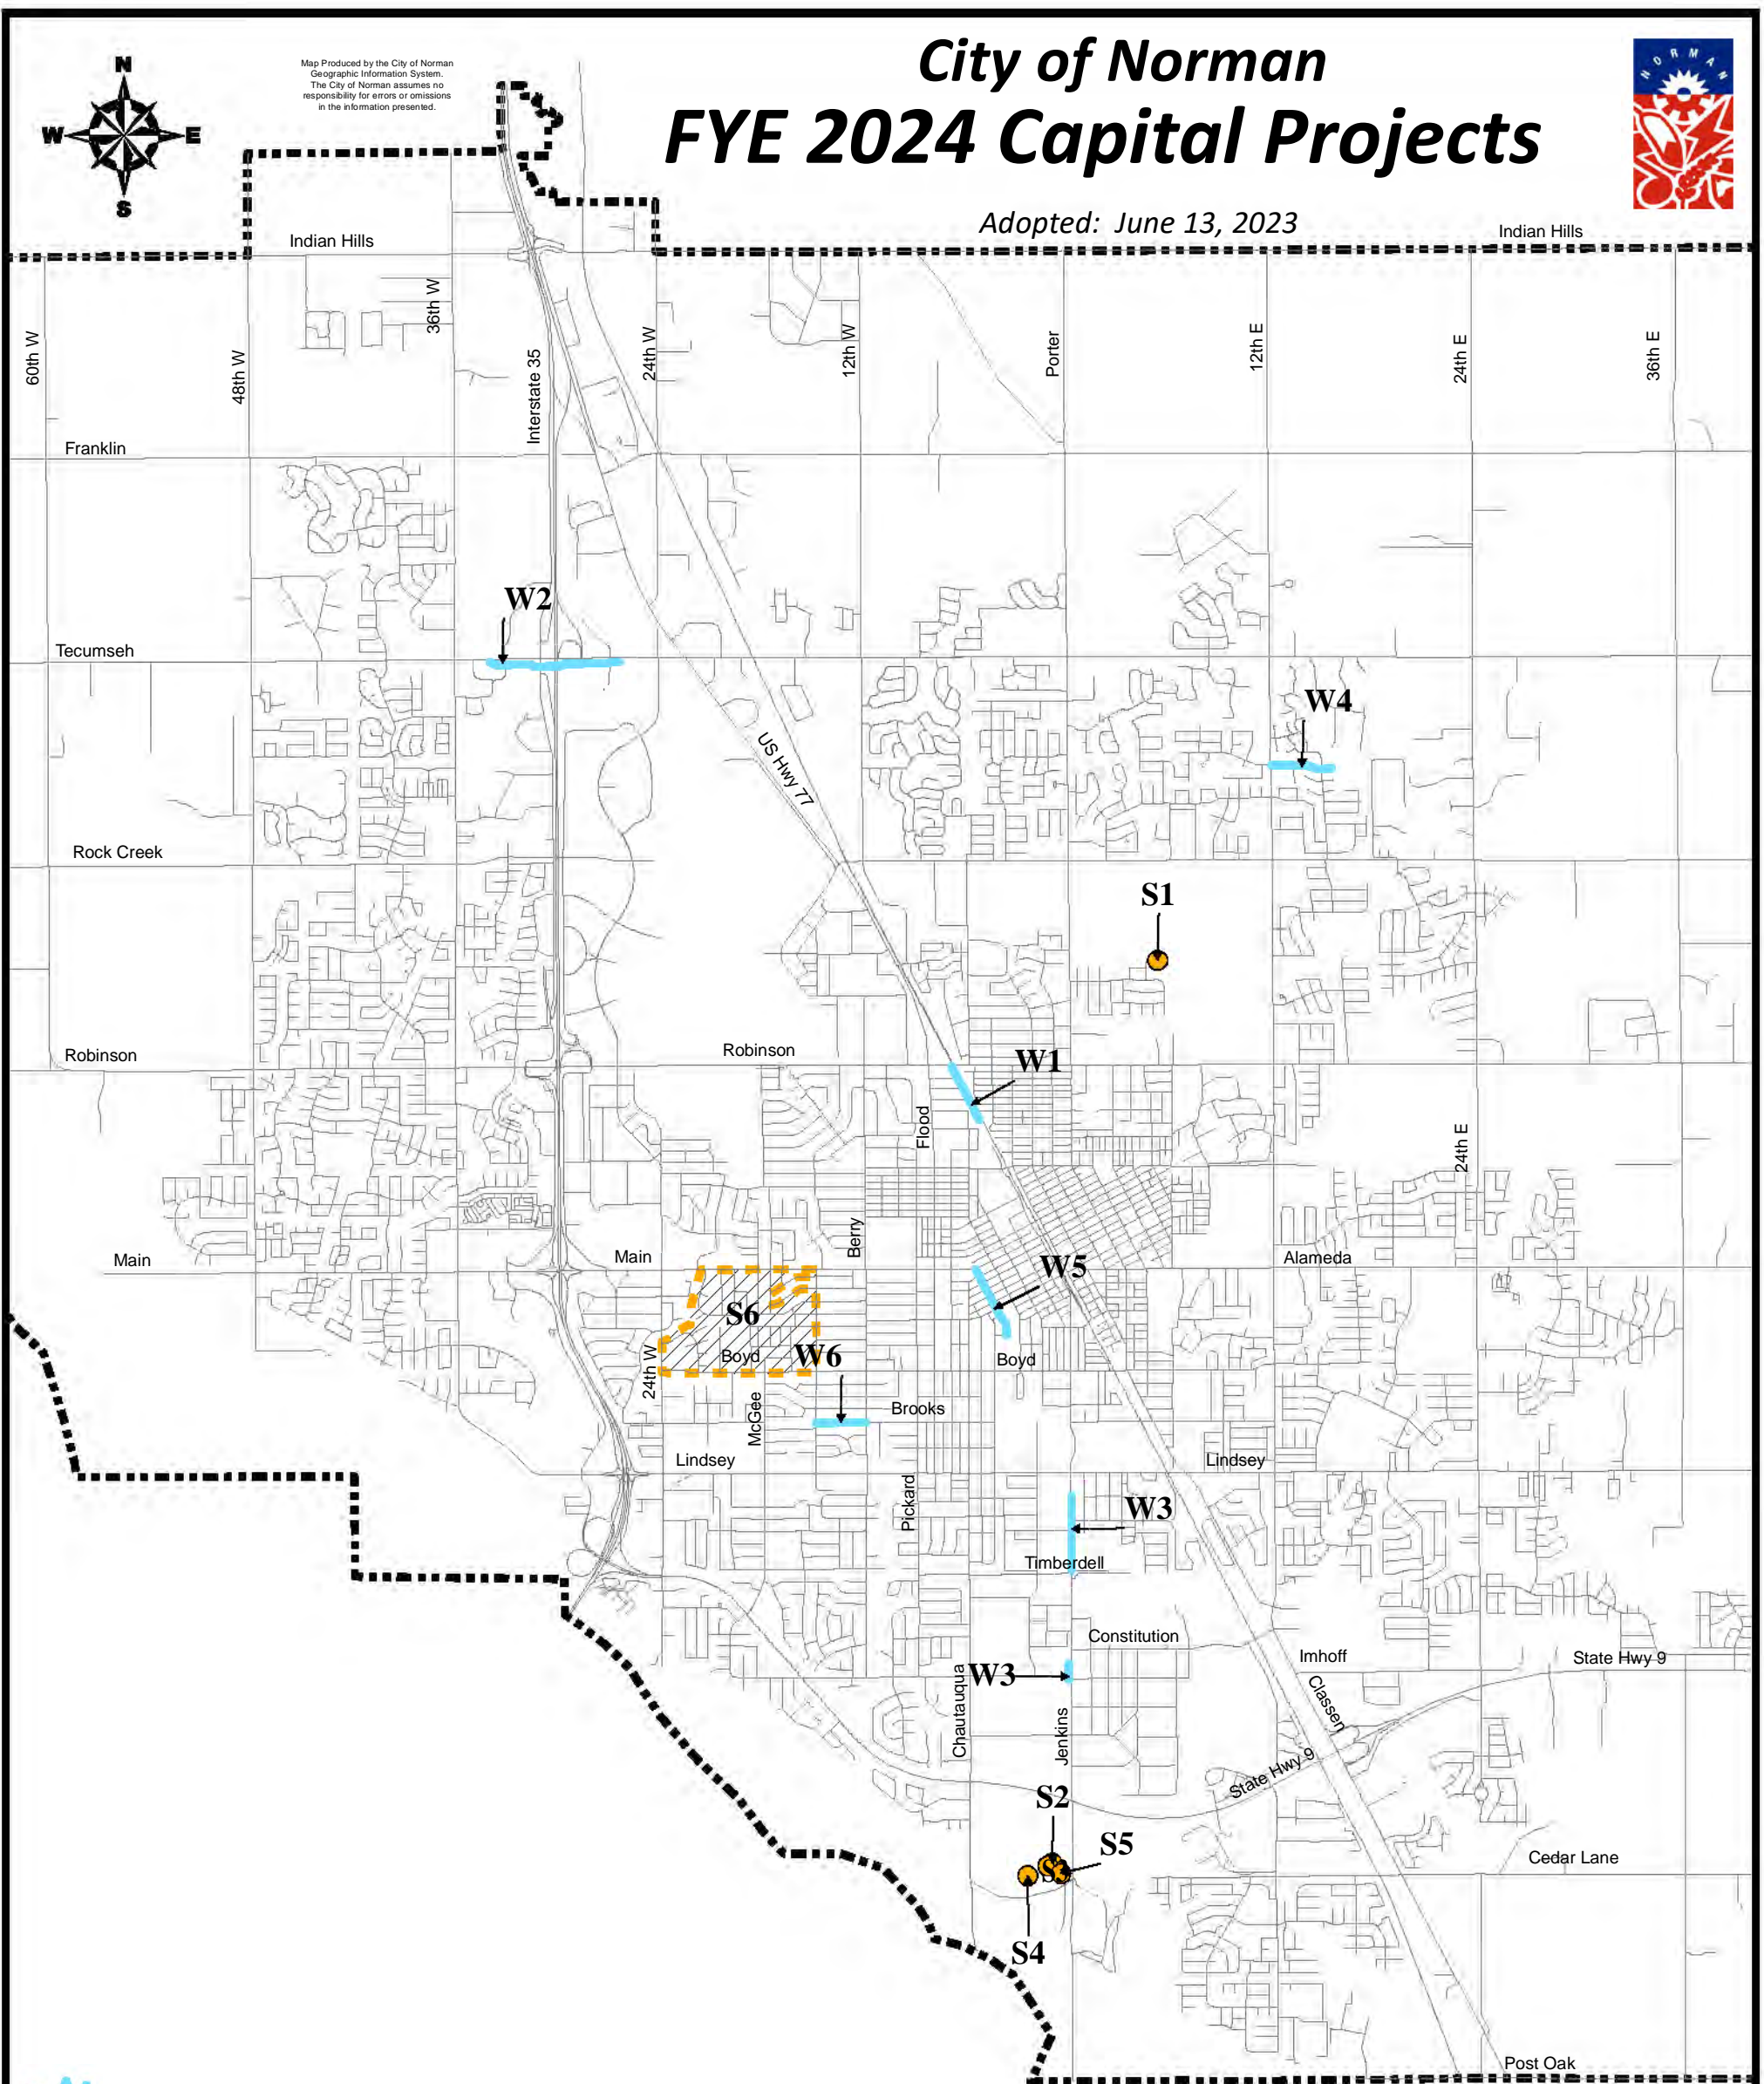 City of Norman
FYE 2024 Capital Projects
Adopted: June 13, 2023
N
W
E
S
Map Produced by the City of Norman
Geographic Information System.
The City of Norman assumes no
responsibility for errors or omissions
in the information presented.
NORMAN
Indian Hills
Indian Hills
60th W
48th W
36th W
Interstate 35
24th W
12th W
Porter
12th E
24th E
36th E
Franklin
W2
Tecumseh
W4
US Hwy 77
Rock Creek
S1
Robinson
Robinson
W1
Flood
24th E
Berry
Main
Main
W5
Alameda
S6
Boyd
W6
Boyd
24th W
McGee
Brooks
Lindsey
Lindsey
Pickard
W3
Timberdell
Constitution
Imhoff
State Hwy 9
W3
Chautauqua
Jenkins
Classen
State Hwy 9
S2
S5
Cedar Lane
S4
Post Oak